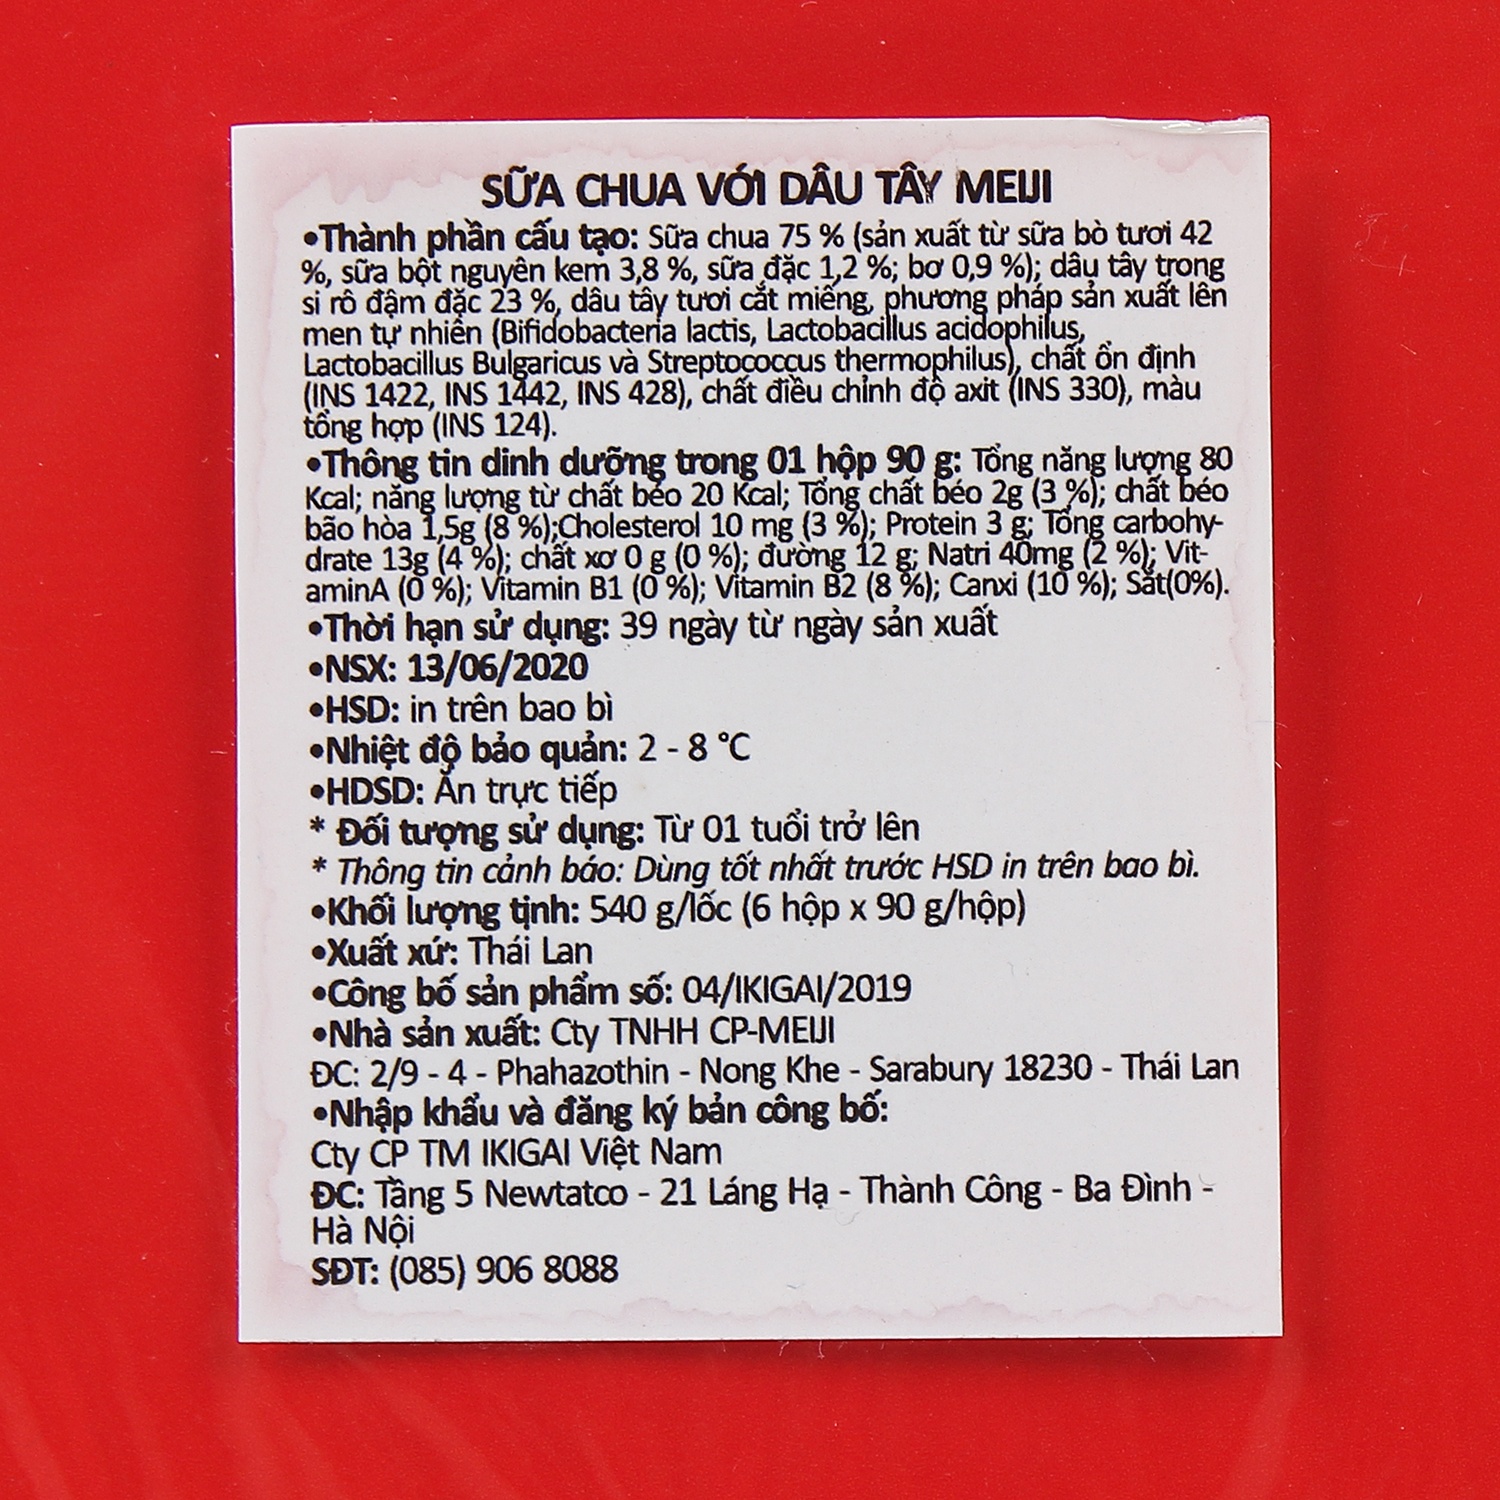 SỮA CHUA VỚI DÂU TÂY MEIJI
•Thành phần cấu tạo: Sữa chua 75 % (sản xuất từ sữa bò tươi 42
%, sữa bột nguyên kem 3,8 %, sữa đặc 1,2 %; bơ 0,9 %); dâu tây trong
si rô đậm đặc 23 %, dâu tây tươi cắt miếng, phương pháp sản xuất lên
men tự nhiên (Bifidobacteria lactis, Lactobacillus acidophilus,
Lactobacillus Bulgaricus và Streptococcus thermophilus), chất ổn định
(INS 1422, INS 1442, INS 428), chất điều chỉnh độ axit (INS 330), màu
tổng hợp (INS 124).
•Thông tin dinh dưỡng trong 01 hộp 90 g: Tổng năng lượng 80
Kcal; năng lượng từ chất béo 20 Kcal; Tổng chất béo 2g (3 %); chất béo
bão hòa 1,5g (8 %);Cholesterol 10 mg (3 %); Protein 3 g; Tổng carbohy-
drate 13g (4 %); chất xơ 0 g (0 %); đường 12 g; Natri 40mg (2 %); Vit-
aminA (0 %); Vitamin B1 (0 %); Vitamin B2 (8 %); Canxi (10 %); Sắt(0%).
•Thời hạn sử dụng: 39 ngày từ ngày sản xuất
•NSX: 13/06/2020
•HSD: in trên bao bì
•Nhiệt độ bảo quản: 2 - 8 °C
•HDSD: Ăn trực tiếp
* Đối tượng sử dụng: Từ 01 tuổi trở lên
* Thông tin cảnh báo: Dùng tốt nhất trước HSD in trên bao bì.
•Khối lượng tịnh: 540 g/lốc (6 hộp x 90 g/hộp)
•Xuất xứ: Thái Lan
•Công bố sản phẩm số: 04/IKIGAI/2019
•Nhà sản xuất: Cty TNHH CP-MEIJI
ĐC: 2/9 - 4 - Phahazothin - Nong Khe - Sarabury 18230 - Thái Lan
•Nhập khẩu và đăng ký bản công bố:
Cty CP TM IKIGAI Việt Nam
ĐC: Tầng 5 Newtatco - 21 Láng Hạ - Thành Công - Ba Đình -
Hà Nội
SĐT: (085) 906 8088